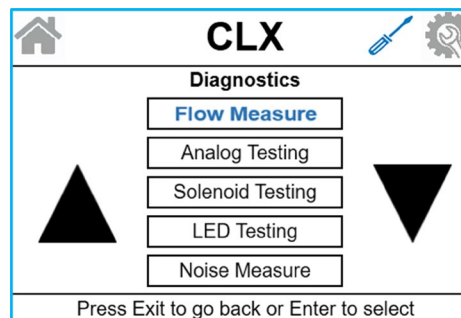 CLX
Diagnostics
Flow Measure
Analog Testing
Solenoid Testing
LED Testing
Noise Measure
Press Exit to go back or Enter to select